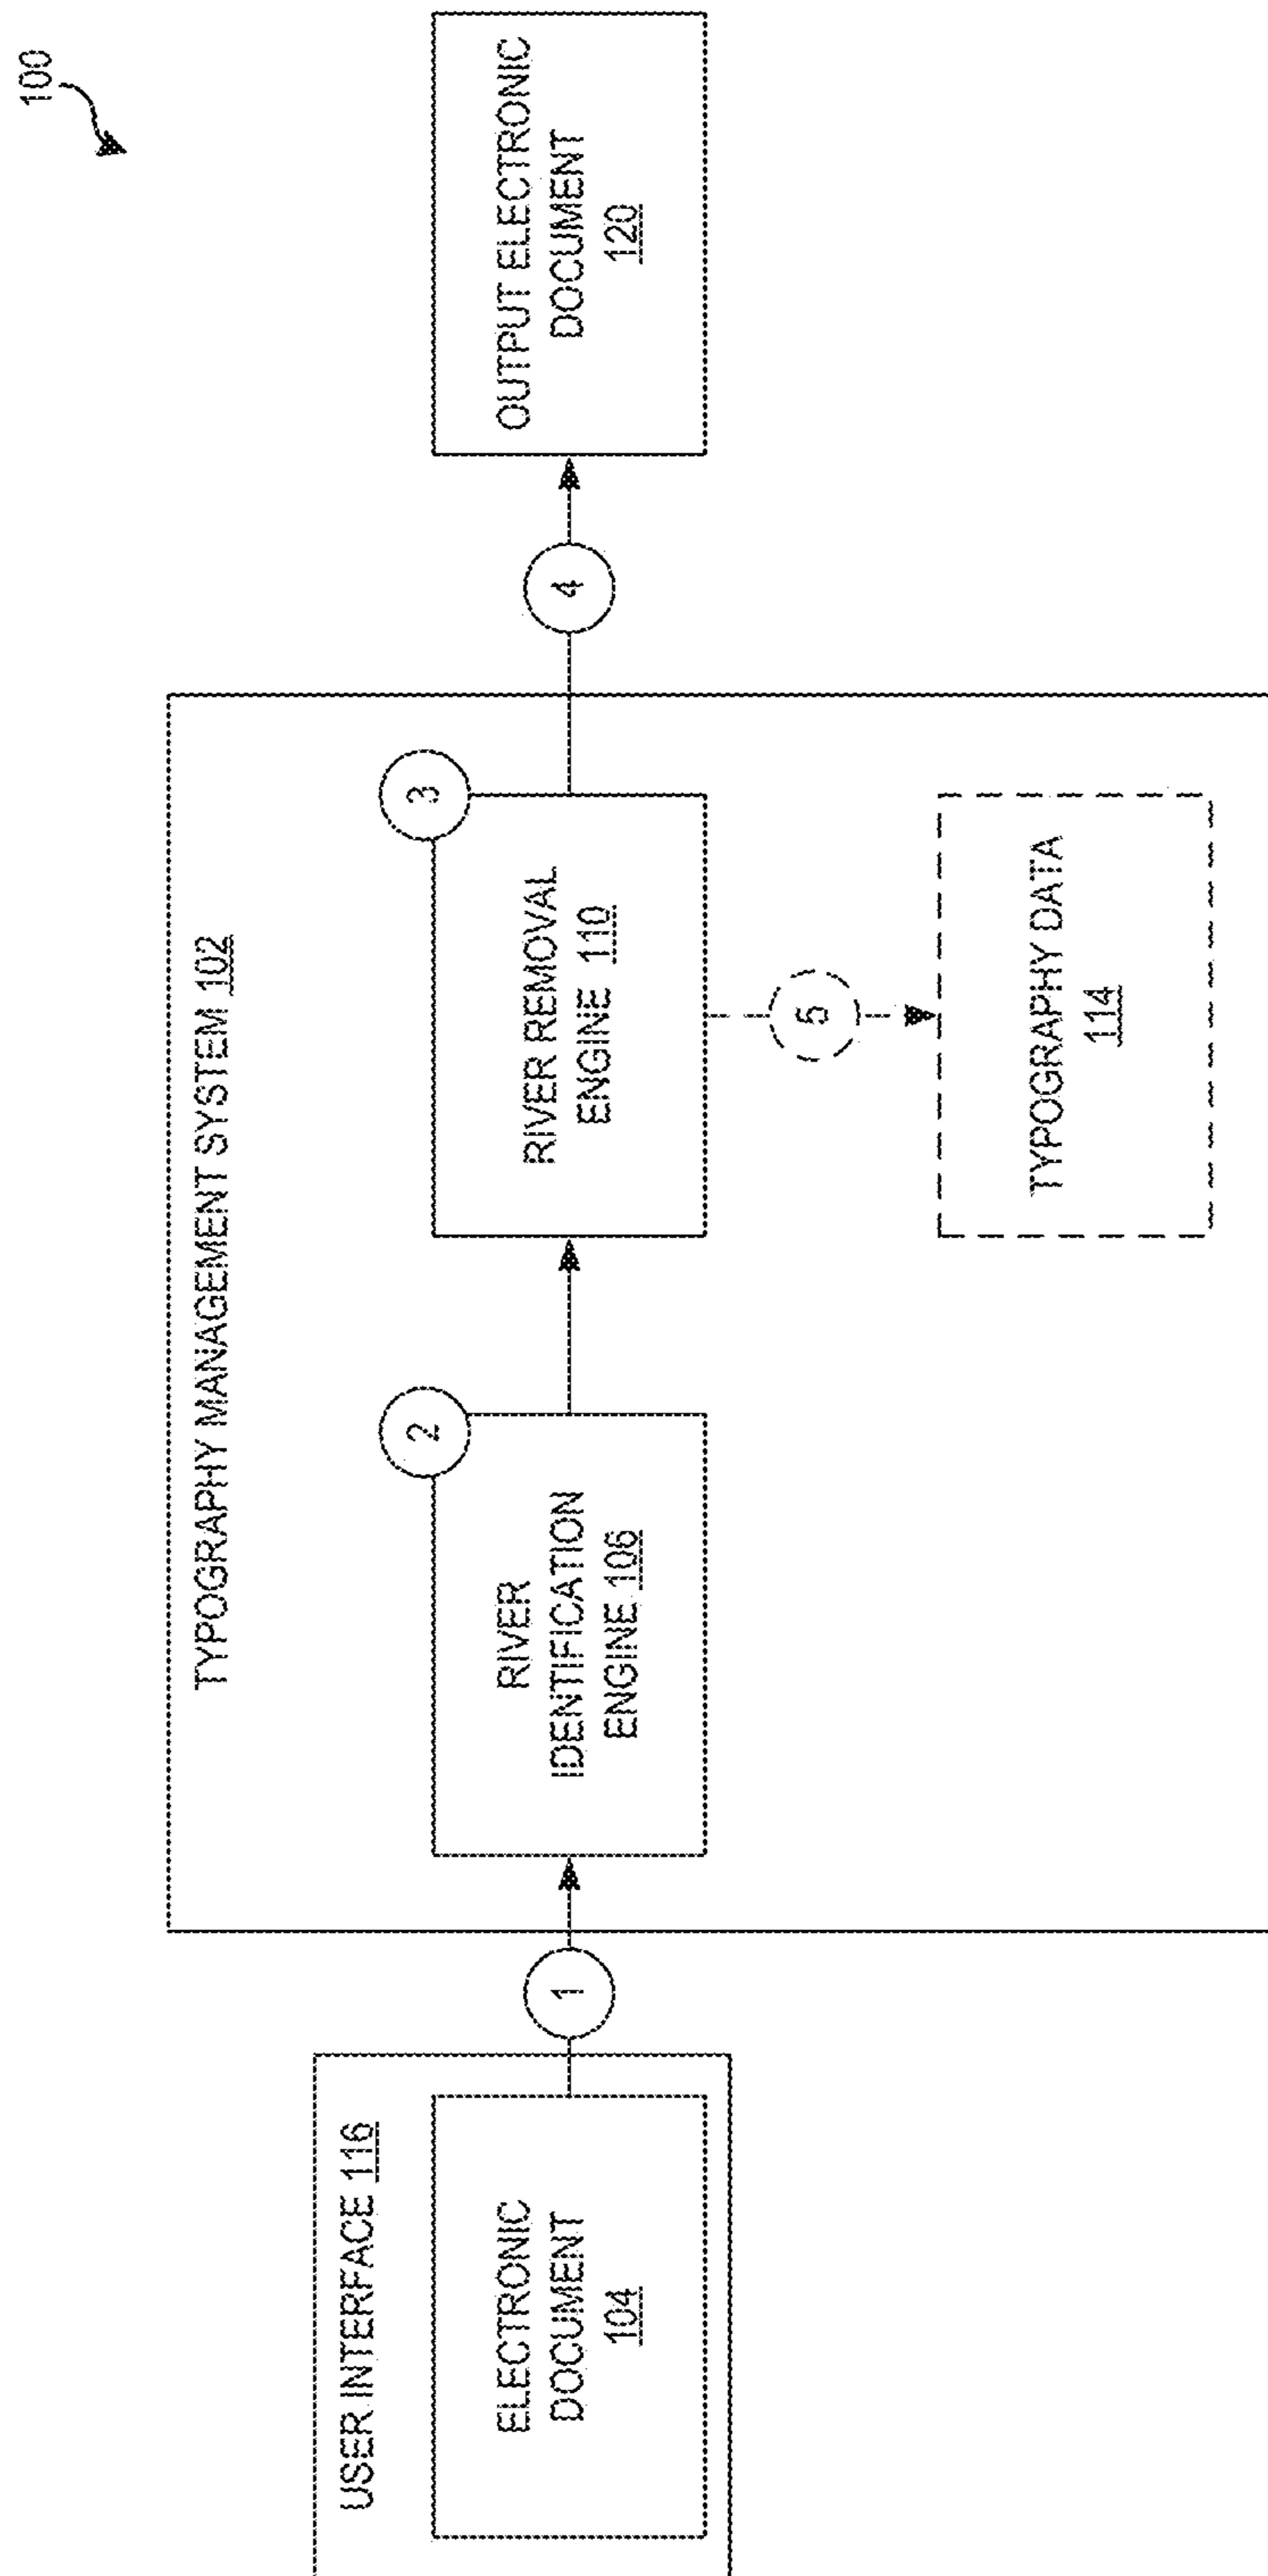 100
USER INTERFACE 116
ELECTRONIC
DOCUMENT
104
1
TYPOGRAPHY MANAGEMENT SYSTEM 102
2
RIVER
IDENTIFICATION
ENGINE 106
3
RIVER REMOVAL
ENGINE 110
5
TYPOGRAPHY DATA
114
4
OUTPUT ELECTRONIC
DOCUMENT
120